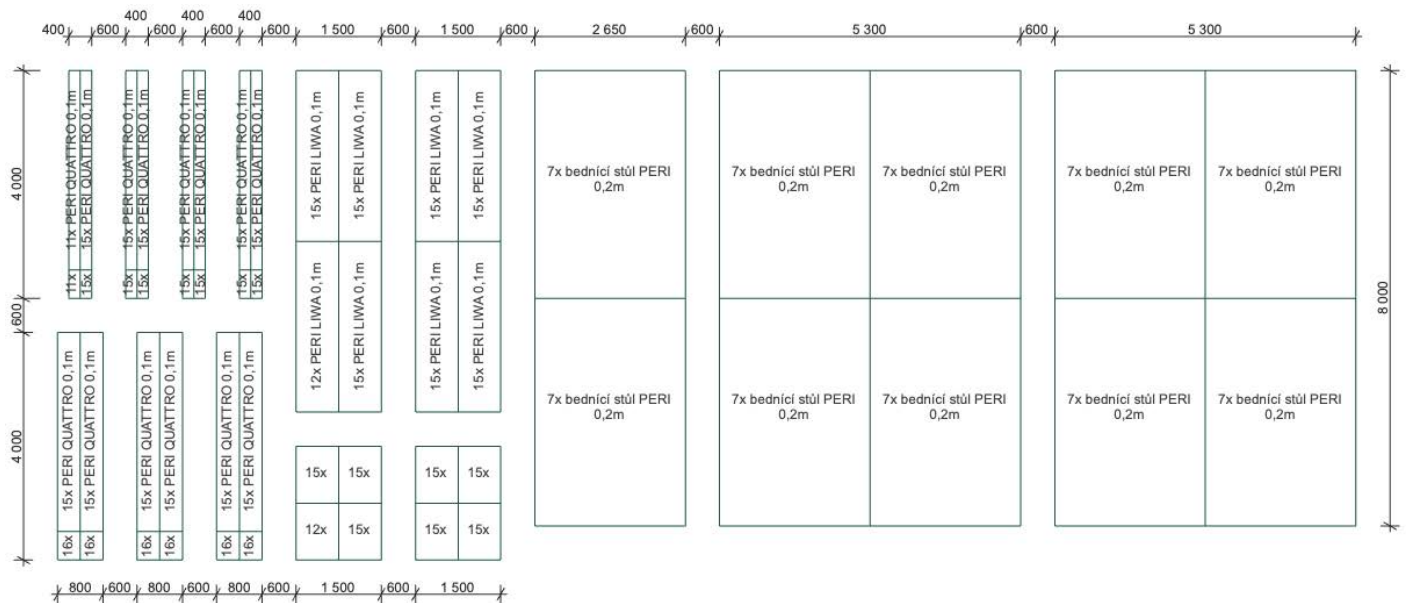 400 400
400 600 400 600 600 600 1 500 600 1 500 600 2 650 600 5 300 600 5 300
4 000
600
4 000
8 000
11x PERI QUATTRO 0,1m
15x PERI QUATTRO 0,1m
15x PERI QUATTRO 0,1m
15x PERI QUATTRO 0,1m
15x PERI QUATTRO 0,1m
15x PERI QUATTRO 0,1m
15x PERI QUATTRO 0,1m
15x PERI QUATTRO 0,1m
11x
15x
15x
15x
15x
15x
15x
15x
15x PERI LIWA 0,1m
15x PERI LIWA 0,1m
15x PERI LIWA 0,1m
15x PERI LIWA 0,1m
12x PERI LIWA 0,1m
15x PERI LIWA 0,1m
15x PERI LIWA 0,1m
15x PERI LIWA 0,1m
7x bednící stůl PERI
0,2m
7x bednící stůl PERI
0,2m
7x bednící stůl PERI
0,2m
7x bednící stůl PERI
0,2m
7x bednící stůl PERI
0,2m
7x bednící stůl PERI
0,2m
7x bednící stůl PERI
0,2m
7x bednící stůl PERI
0,2m
7x bednící stůl PERI
0,2m
7x bednící stůl PERI
0,2m
15x PERI QUATTRO 0,1m
15x PERI QUATTRO 0,1m
15x PERI QUATTRO 0,1m
15x PERI QUATTRO 0,1m
15x PERI QUATTRO 0,1m
15x PERI QUATTRO 0,1m
16x
16x
16x
16x
16x
16x
15x 15x 15x 15x
12x 15x 15x 15x
800 600 800 600 800 600 1 500 600 1 500